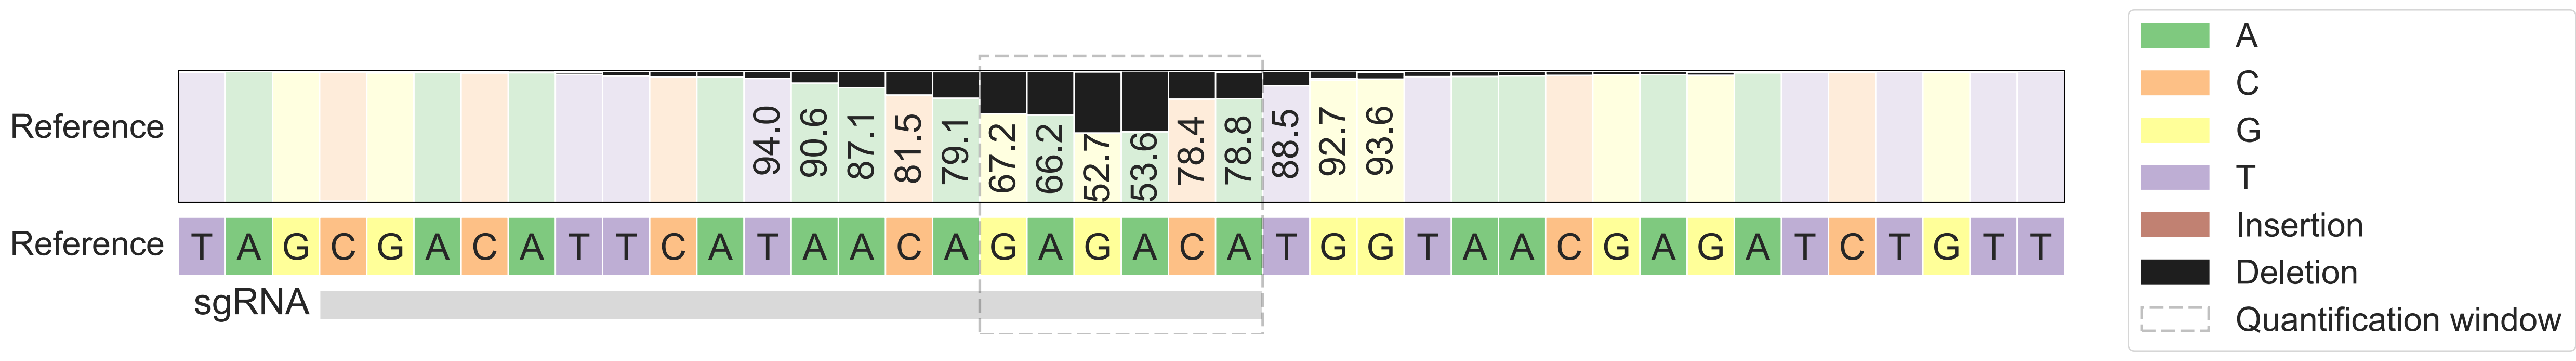 Reference
94.0 90.6 87.1 81.5 79.1 67.2 66.2 52.7 53.6 78.4 78.8 88.5 92.7 93.6
Reference T A G C G A C A T T C A T A A C A G A G A C A T G G T A A C G A G A T C T G T T
sgRNA
A
C
G
T
Insertion
Deletion
Quantification window